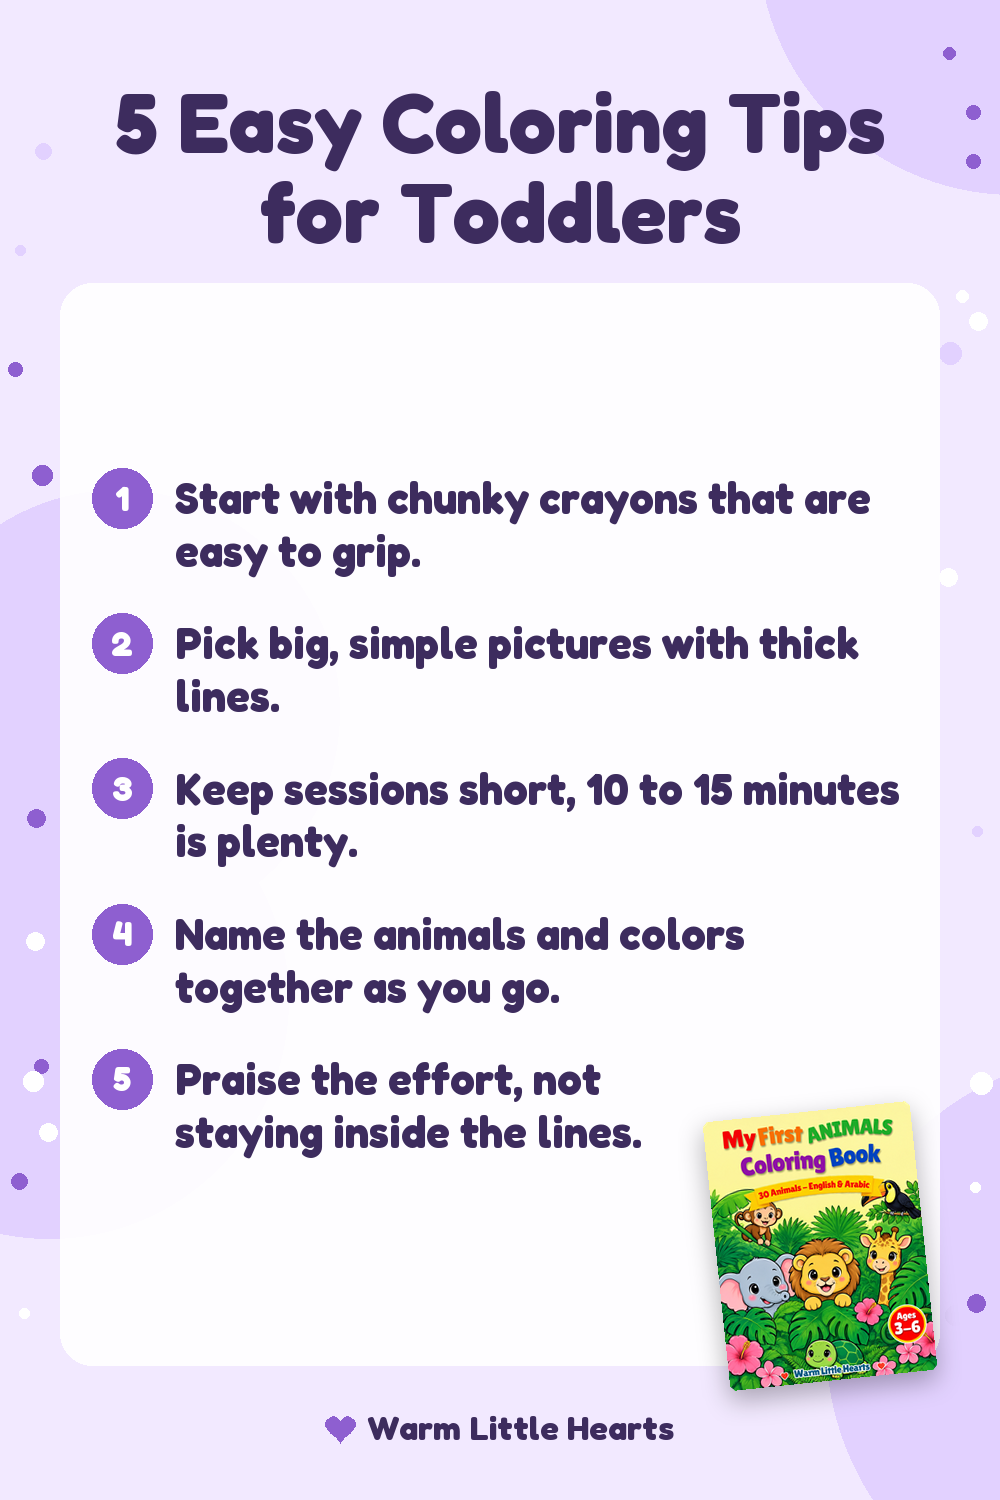 5 Easy Coloring Tips
for Toddlers
1 Start with chunky crayons that are
easy to grip.
2 Pick big, simple pictures with thick
lines.
3 Keep sessions short, 10 to 15 minutes
is plenty.
4 Name the animals and colors
together as you go.
5 Praise the effort, not
staying inside the lines.
My First ANIMALS
Coloring Book
30 Animals – English & Arabic
Ages
3–6
Warm Little Hearts
Warm Little Hearts